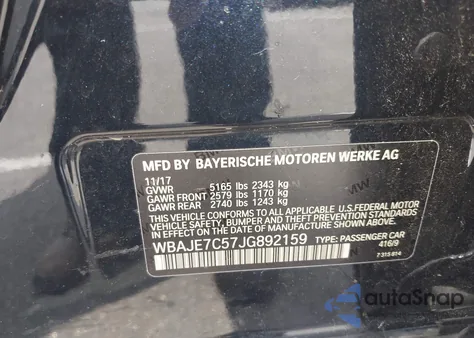 MFD BY BAYERISCHE MOTOREN WERKE AG
11/17
GVWR 5165 lbs 2343 kg
GAWR FRONT 2579 lbs 1170 kg
GAWR REAR 2740 lbs 1240 kg
THIS VEHICLE CONFORMS TO ALL APPLICABLE U.S. FEDERAL MOTOR
VEHICLE SAFETY, BUMPER AND THEFT PREVENTION STANDARDS
IN EFFECT ON THE DATE OF MANUFACTURE SHOWN ABOVE.
WBAJE7C57JG892159 TYPE: PASSENGER CAR
416/9
7 315 814
autoSnap